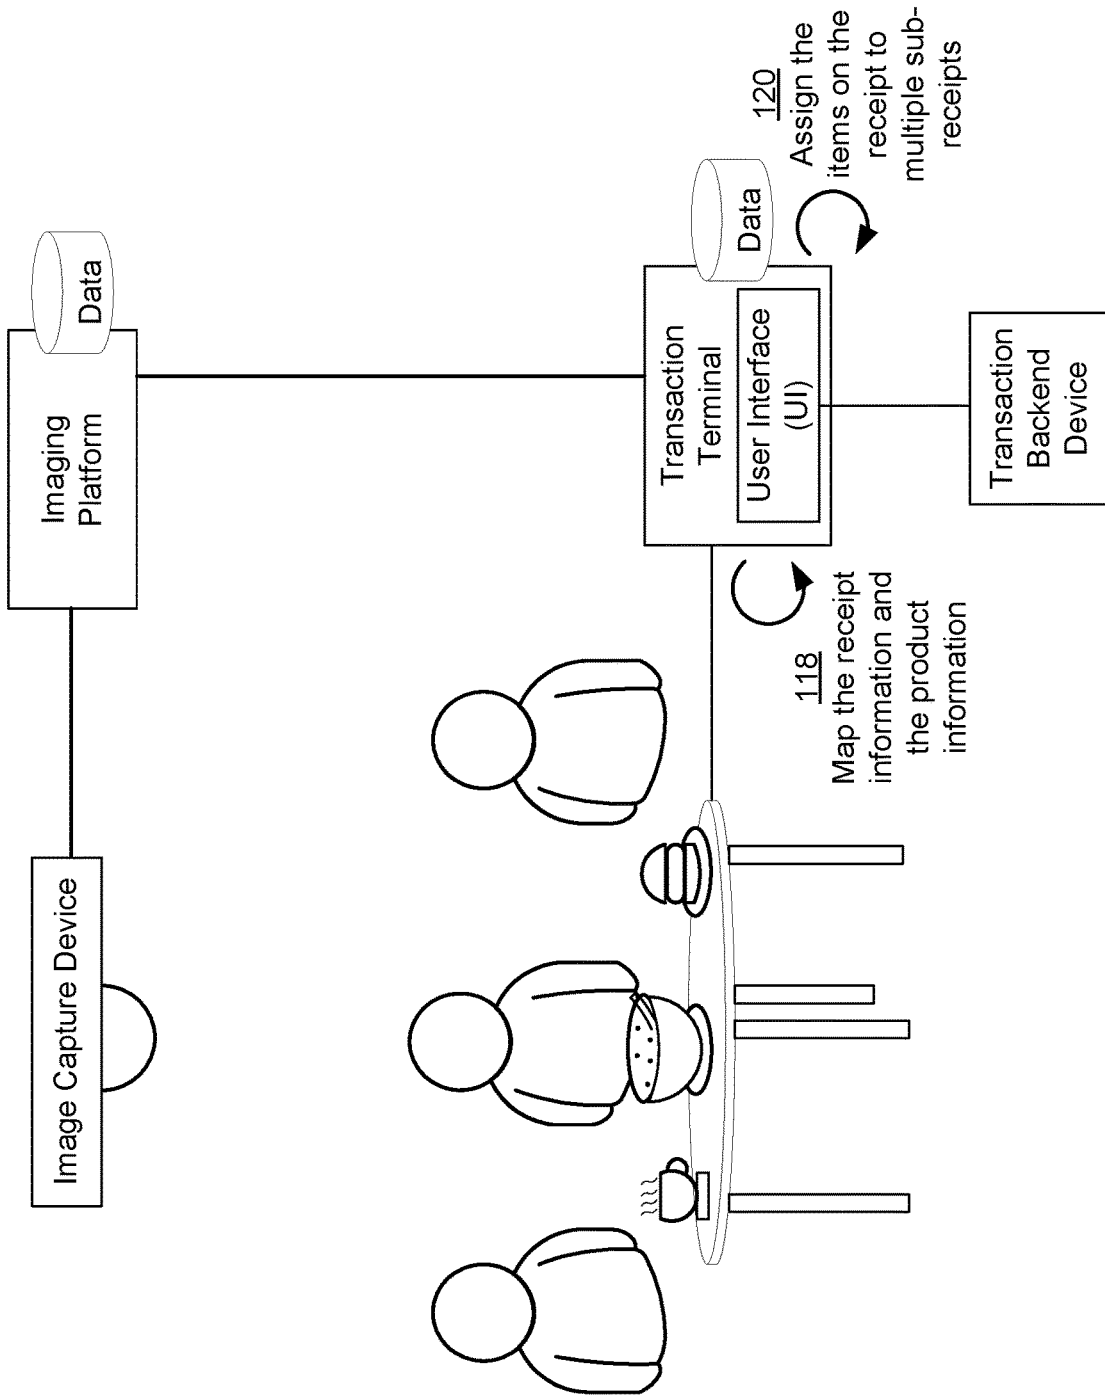 Image Capture Device
Imaging
Platform
Data
Transaction
Terminal
User Interface
(UI)
Data
118
Map the receipt
information and
the product
information
120
Assign the
items on the
receipt to
multiple sub-
receipts
Transaction
Backend
Device